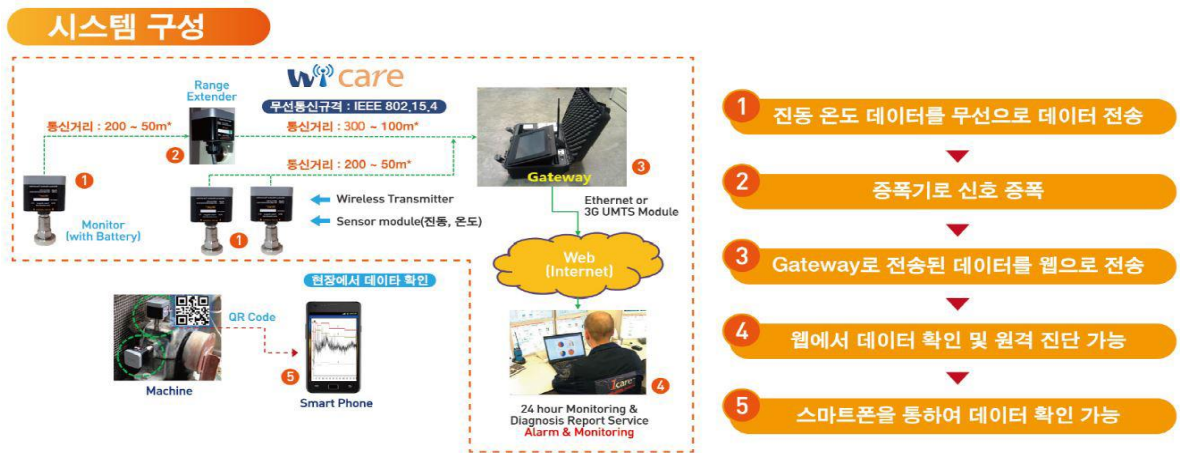 시스템 구성
wi care
무선통신규격 : IEEE 802.15.4
Range
Extender
통신거리 : 200 ~ 50m*
통신거리 : 300 ~ 100m*
2
통신거리 : 200 ~ 50m*
3
Gateway
1
Monitor
(with Battery)
1
Wireless Transmitter
Sensor module(진동, 온도)
Ethernet or
3G UMTS Module
Web
(Internet)
현장에서 데이타 확인
QR Code
5
Machine
Smart Phone
Icare
4
24 hour Monitoring &
Diagnosis Report Service
Alarm & Monitoring
1 진동 온도 데이터를 무선으로 데이터 전송
2 증폭기로 신호 증폭
3 Gateway로 전송된 데이터를 웹으로 전송
4 웹에서 데이터 확인 및 원격 진단 가능
5 스마트폰을 통하여 데이터 확인 가능